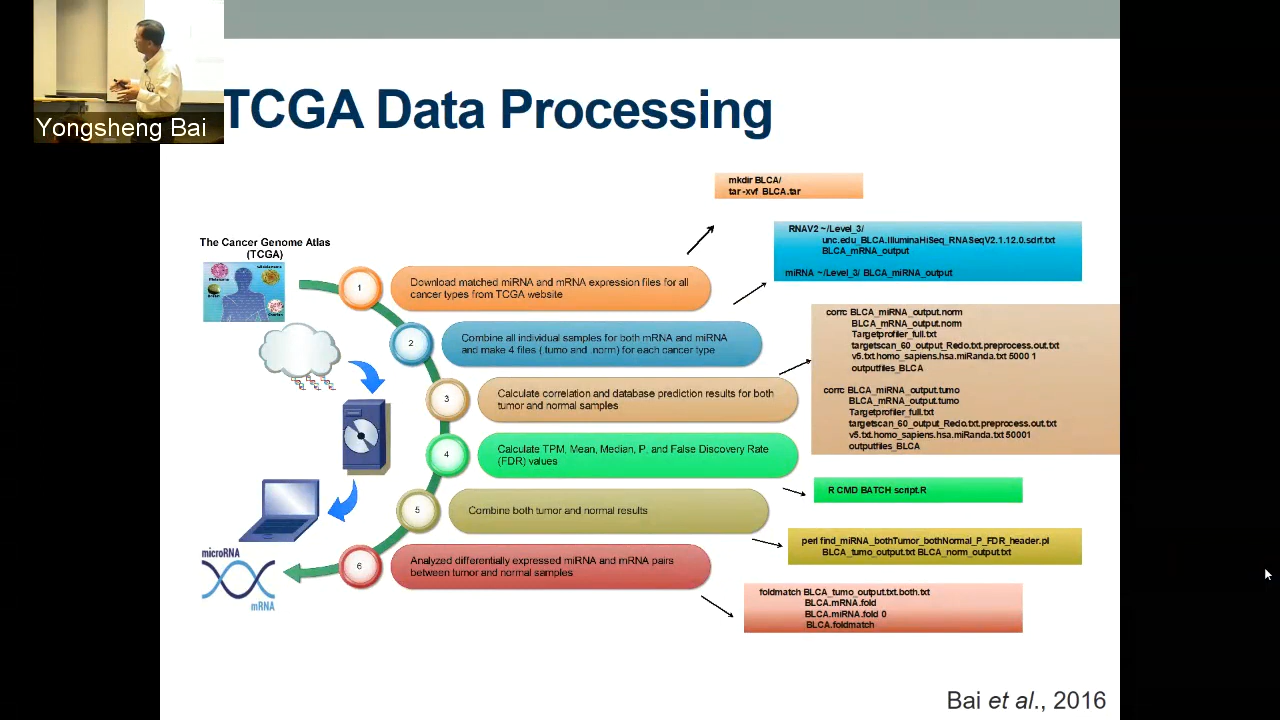 Yongsheng Bai
TCGA Data Processing
mkdir BLCA/
tar -xvf BLCA.tar
RNAV2 ~/Level_3/
unc.edu_BLCA.IlluminaHiSeq_RNASeqV2.1.12.0.sdrf.txt
BLCA_mRNA_output
miRNA ~/Level_3/ BLCA_miRNA_output
The Cancer Genome Atlas
(TCGA)
1
Download matched miRNA and mRNA expression files for all
cancer types from TCGA website
2
Combine all individual samples for both mRNA and miRNA
and make 4 files (.tumo and .norm) for each cancer type
corrc BLCA_miRNA_output.norm
BLCA_mRNA_output.norm
Targetprofiler_full.txt
targetscan_60_output_Redo.txt.preprocess.out.txt
v5.txt.homo_sapiens.hsa.miRanda.txt 5000 1
outputfiles_BLCA
corrc BLCA_miRNA_output.tumo
BLCA_mRNA_output.tumo
Targetprofiler_full.txt
targetscan_60_output_Redo.txt.preprocess.out.txt
v5.txt.homo_sapiens.hsa.miRanda.txt 50001
outputfiles_BLCA
3
Calculate correlation and database prediction results for both
tumor and normal samples
4
Calculate TPM, Mean, Median, P, and False Discovery Rate
(FDR) values
R CMD BATCH script.R
5
Combine both tumor and normal results
perl find_miRNA_bothTumor_bothNormal_P_FDR_header.pl
BLCA_tumo_output.txt BLCA_norm_output.txt
6
Analyzed differentially expressed miRNA and mRNA pairs
between tumor and normal samples
foldmatch BLCA_tumo_output.txt.both.txt
BLCA.mRNA.fold
BLCA.miRNA.fold 0
BLCA.foldmatch
microRNA
mRNA
Bai et al., 2016